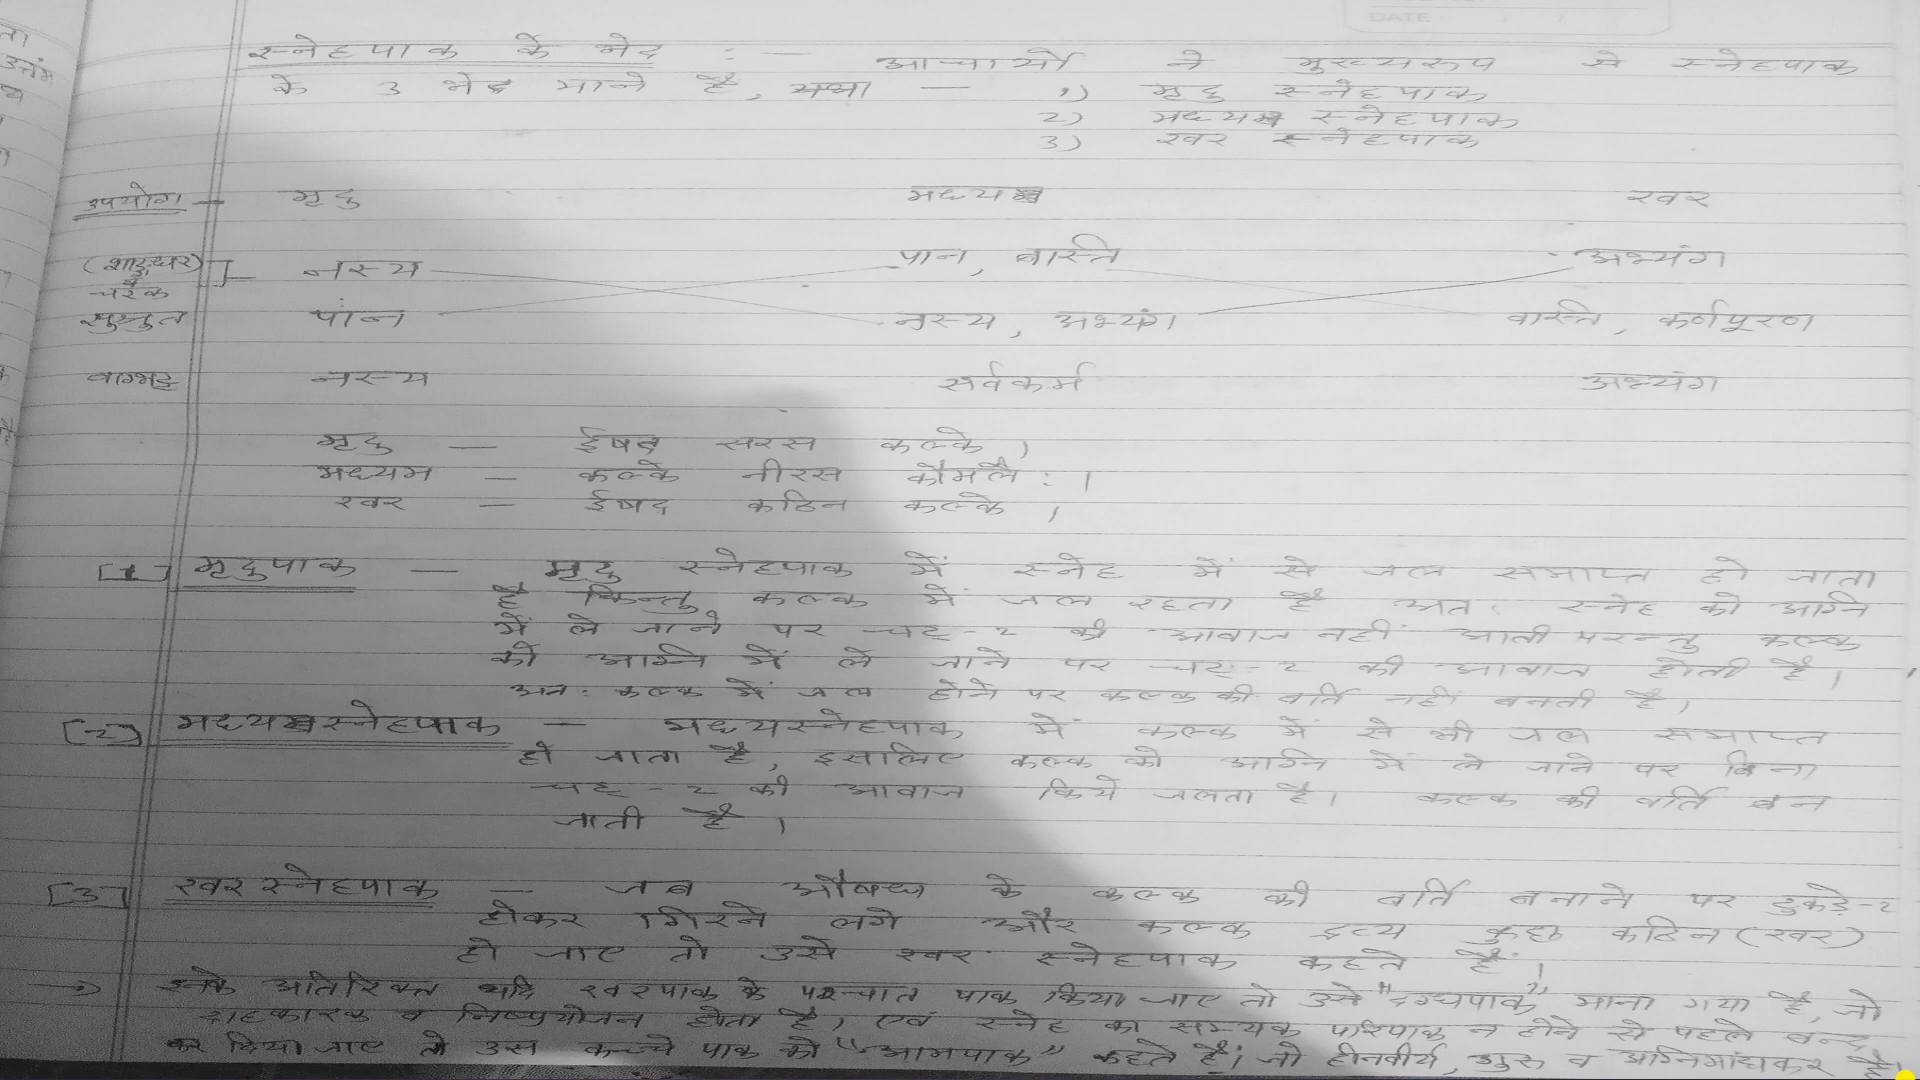 DATE
स्नेहपाक के भेद :- आचार्यो ने मुख्यरूप से स्नेहपाक
के 3 भेद माने है, यथा — 1) मृदु स्नेहपाक
2) मध्यम स्नेहपाक
3) खर स्नेहपाक
उपयोग - मृदु मध्यम खर
(शार्ङ्गधर) व चरक ]- नस्य पान, बस्ति अभ्यंग
सुश्रुत पान नस्य, अभ्यंग बस्ति, कर्णपूरण
वाग्भट्ट नस्य सर्वकर्म अभ्यंग
मृदु — ईषद् सरस कल्के ।
मध्यम — कल्के नीरस कौमलै: ।
खर — ईषद कठिन कल्के ।
[1] मृदुपाक — मृदु स्नेहपाक में स्नेह में से जल समाप्त हो जाता
है किन्तु कल्क में जल रहता है अत: स्नेह को अग्नि
में ले जाने पर चट्-2 की आवाज नहीं आती परन्तु कल्क
को अग्नि में ले जाने पर चट्-2 की आवाज होती है।
अत: कल्क में जल होने पर कल्क की वर्ति नहीं बनती है।
[2] मध्यमस्नेहपाक — मध्यस्नेहपाक में कल्क में से भी जल समाप्त
हो जाता है, इसलिए कल्क को अग्नि में ले जाने पर बिना
चट्-2 की आवाज किये जलता है। कल्क की वर्ति बन
जाती है ।
[3] खर स्नेहपाक — जब औषध के कल्क की वर्ति बनाने पर टुकड़े-2
होकर गिरने लगे और कल्क द्रव्य कुछ कठिन (खर)
हो जाए तो उसे खर स्नेहपाक कहते हैं।
→ इनके अतिरिक्त यदि खरपाक के पश्चात पाक किया जाए तो उसे "दग्धपाक" माना गया है, जो
दाहकारक व निष्प्रयोजन होता है। एवं स्नेह का सम्यक परिपाक न होने से पहले बन्द
कर दिया जाए तो उस कच्चे पाक को "आमपाक" कहते हैं। जो हीनवीर्य, गुरु व अग्निमांधकर है।